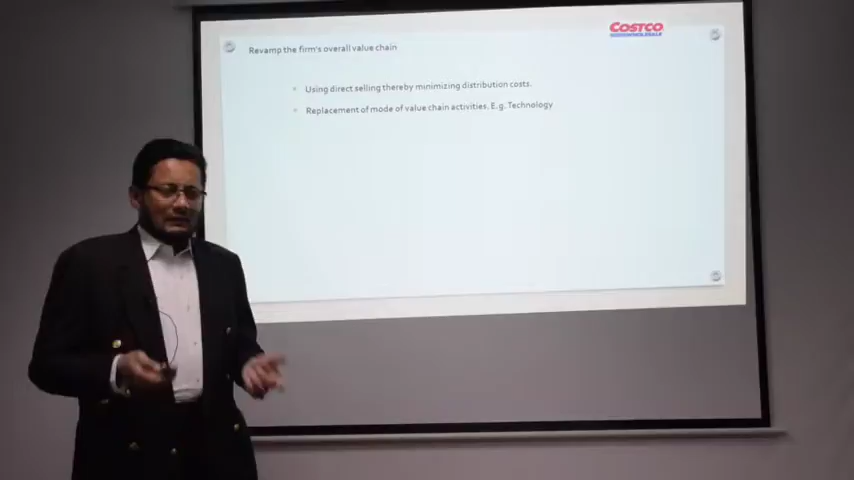 COSTCO
WHOLESALE
Revamp the firm's overall value chain
Using direct selling thereby minimizing distribution costs.
Replacement of mode of value chain activities. E.g. Technology